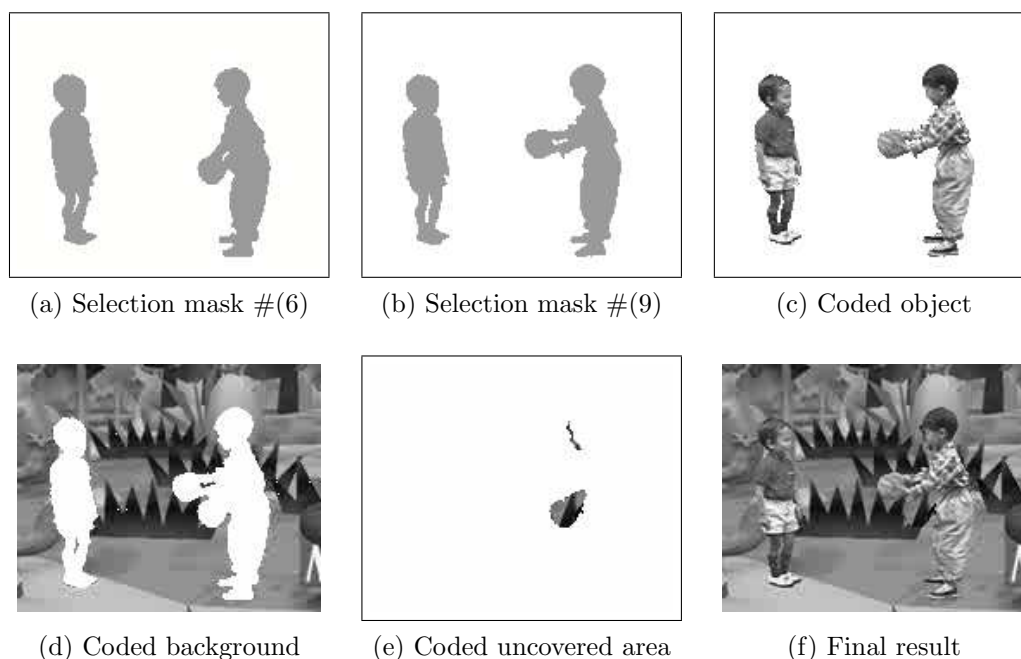 (a) Selection mask #(6)
(b) Selection mask #(9)
(c) Coded object
(d) Coded background
(e) Coded uncovered area
(f) Final result